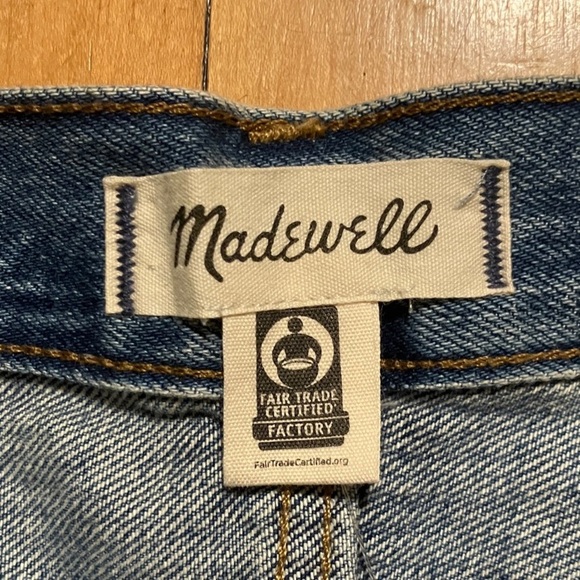 Madewell
FAIR TRADE
CERTIFIED
FACTORY
FairTradeCertified.org